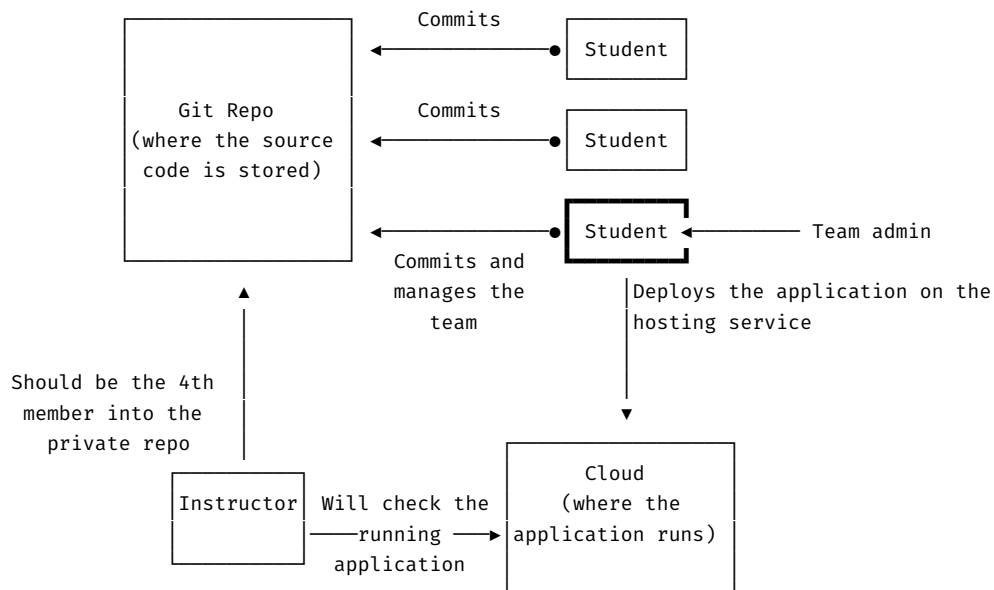 Commits
Student
Git Repo
(where the source
code is stored)
Commits
Student
Student
Team admin
Commits and
manages the
team
Deploys the application on the
hosting service
Should be the 4th
member into the
private repo
Instructor
Will check the
running
application
Cloud
(where the
application runs)